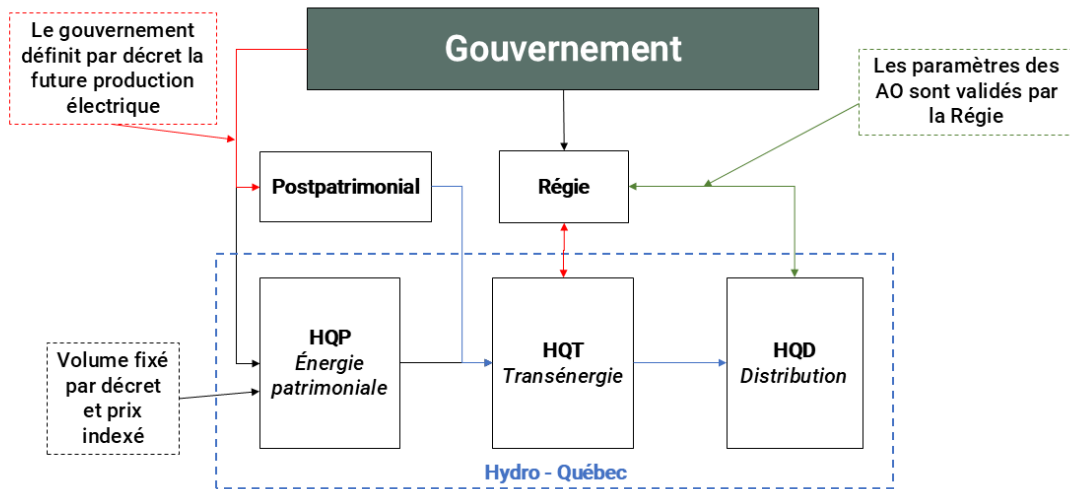 Le gouvernement
définit par décret la
future production
électrique
Gouvernement
Les paramètres des
AO sont validés par
la Régie
Postpatrimonial
Régie
HQP
Énergie
patrimoniale
HQT
Transénergie
HQD
Distribution
Volume fixé
par décret
et prix
indexé
Hydro - Québec